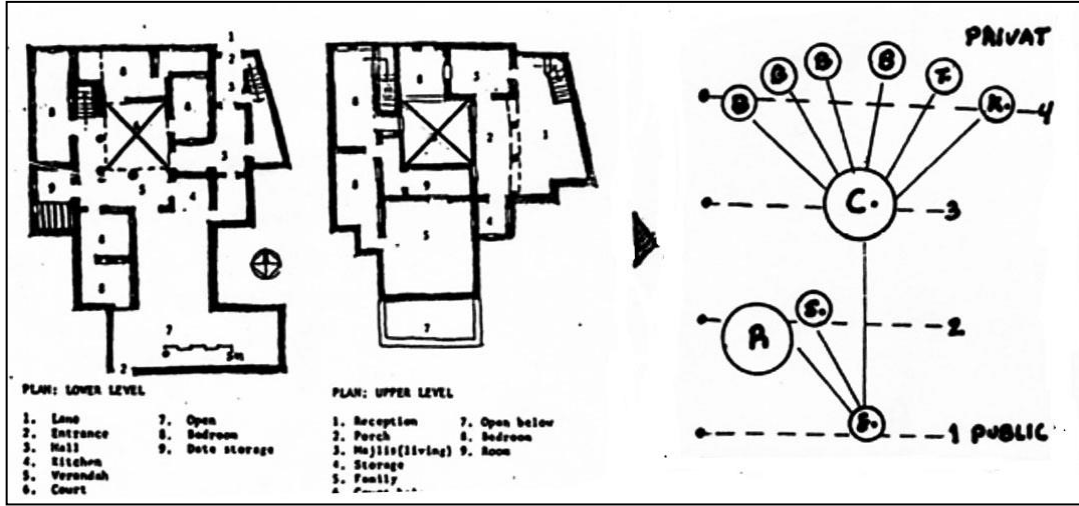 PLAN: LOWER LEVEL
1. Lane 7. Open
2. Entrance 8. Bedroom
3. Hall 9. Date storage
4. Kitchen
5. Verandah
6. Court
PLAN: UPPER LEVEL
1. Reception 7. Open below
2. Porch 8. Bedroom
3. Majlis(living) 9. Room
4. Storage
5. Family
PRIVAT
B B B B F. K. 4
C. 3
R S. 2
1 PUBLIC